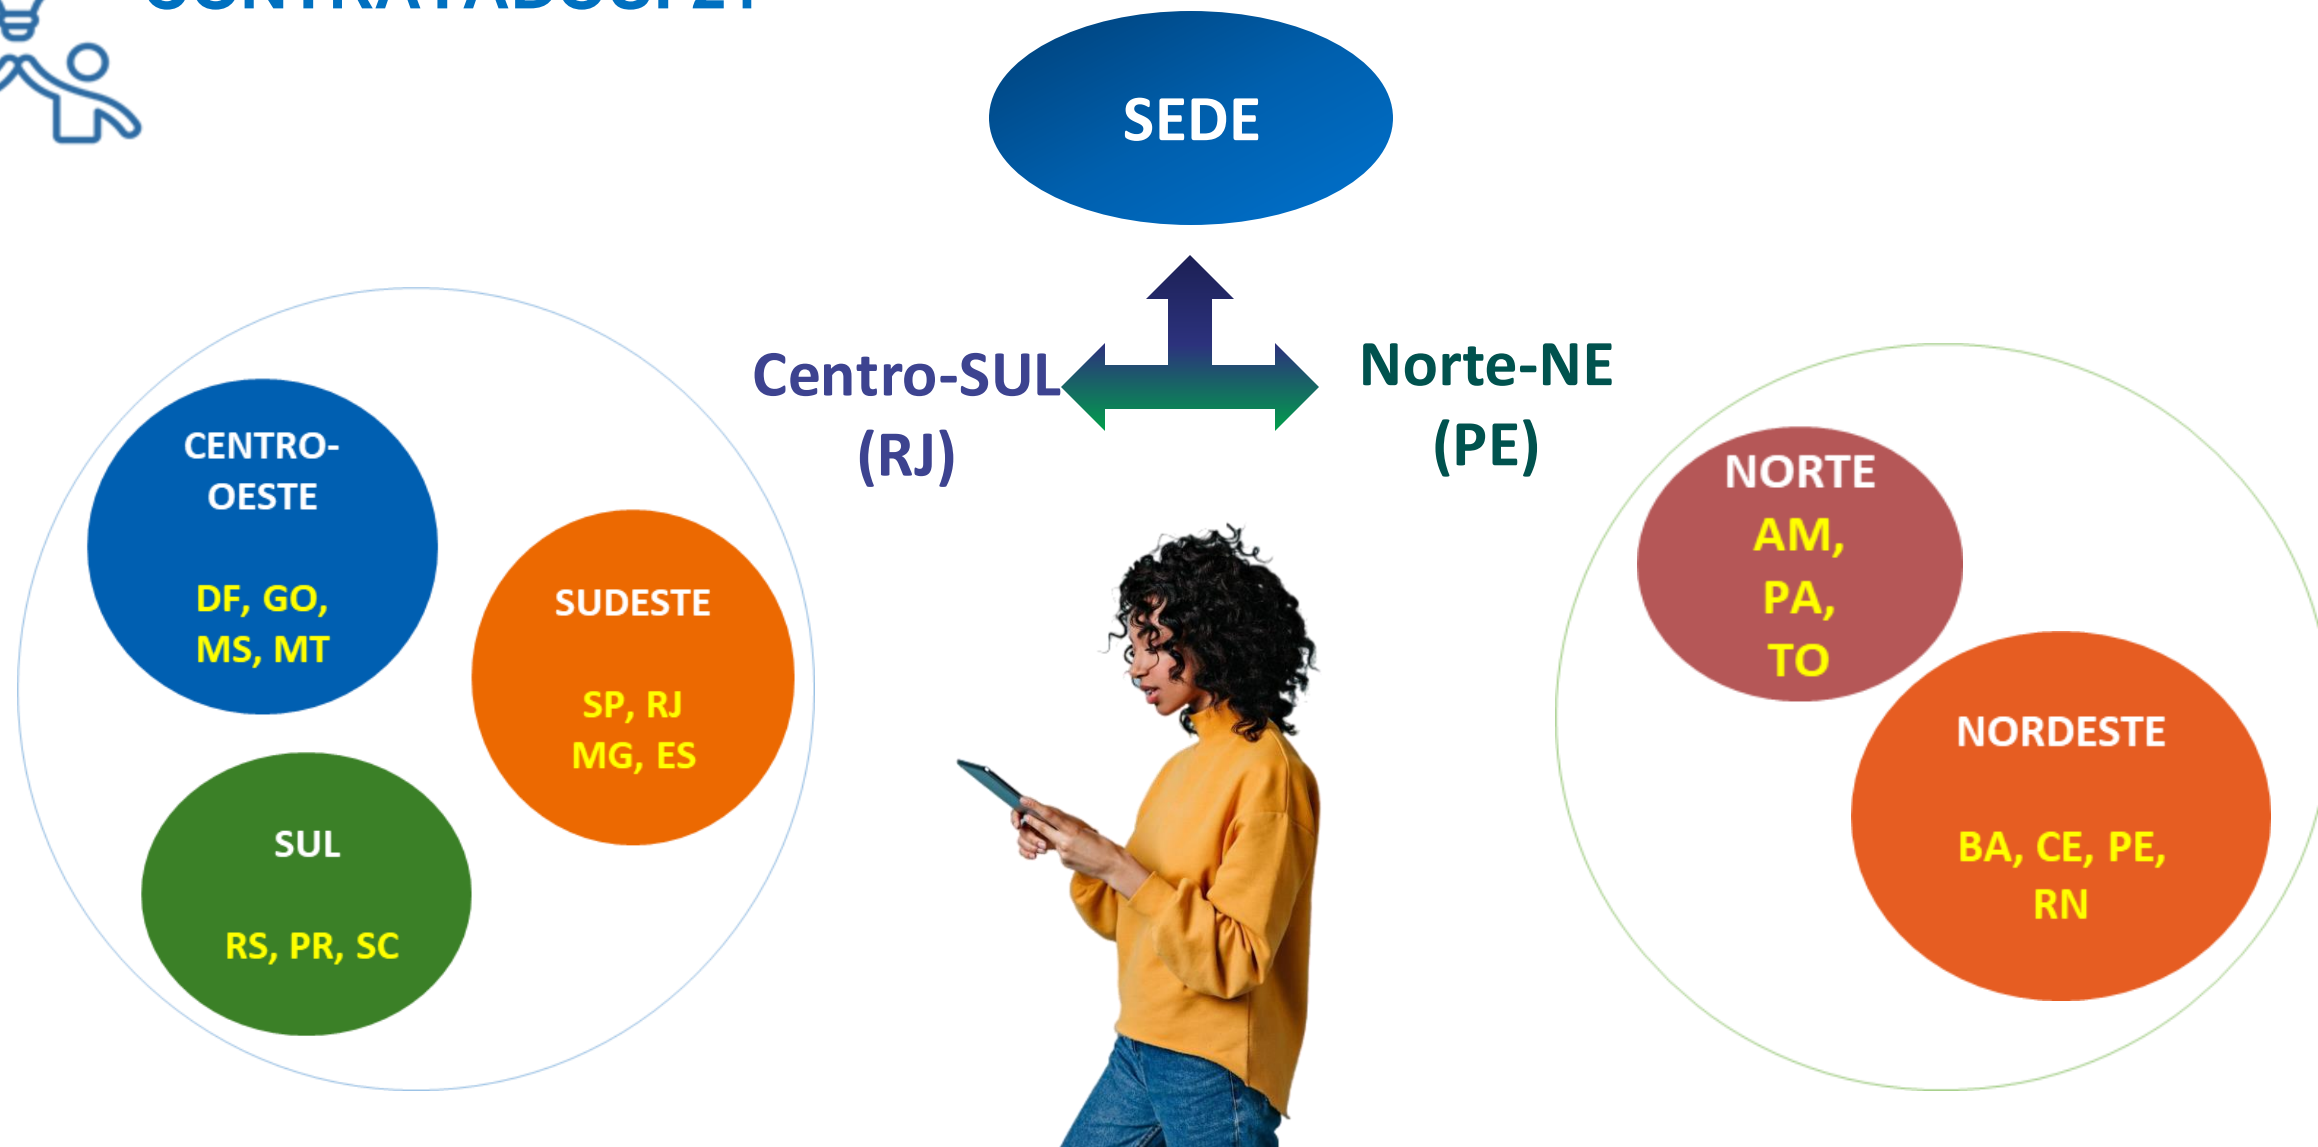 SEDE
Centro-SUL
(RJ)
Norte-NE
(PE)
CENTRO-
OESTE
DF, GO,
MS, MT
SUDESTE
SP, RJ
MG, ES
SUL
RS, PR, SC
NORTE
AM,
PA,
TO
NORDESTE
BA, CE, PE,
RN